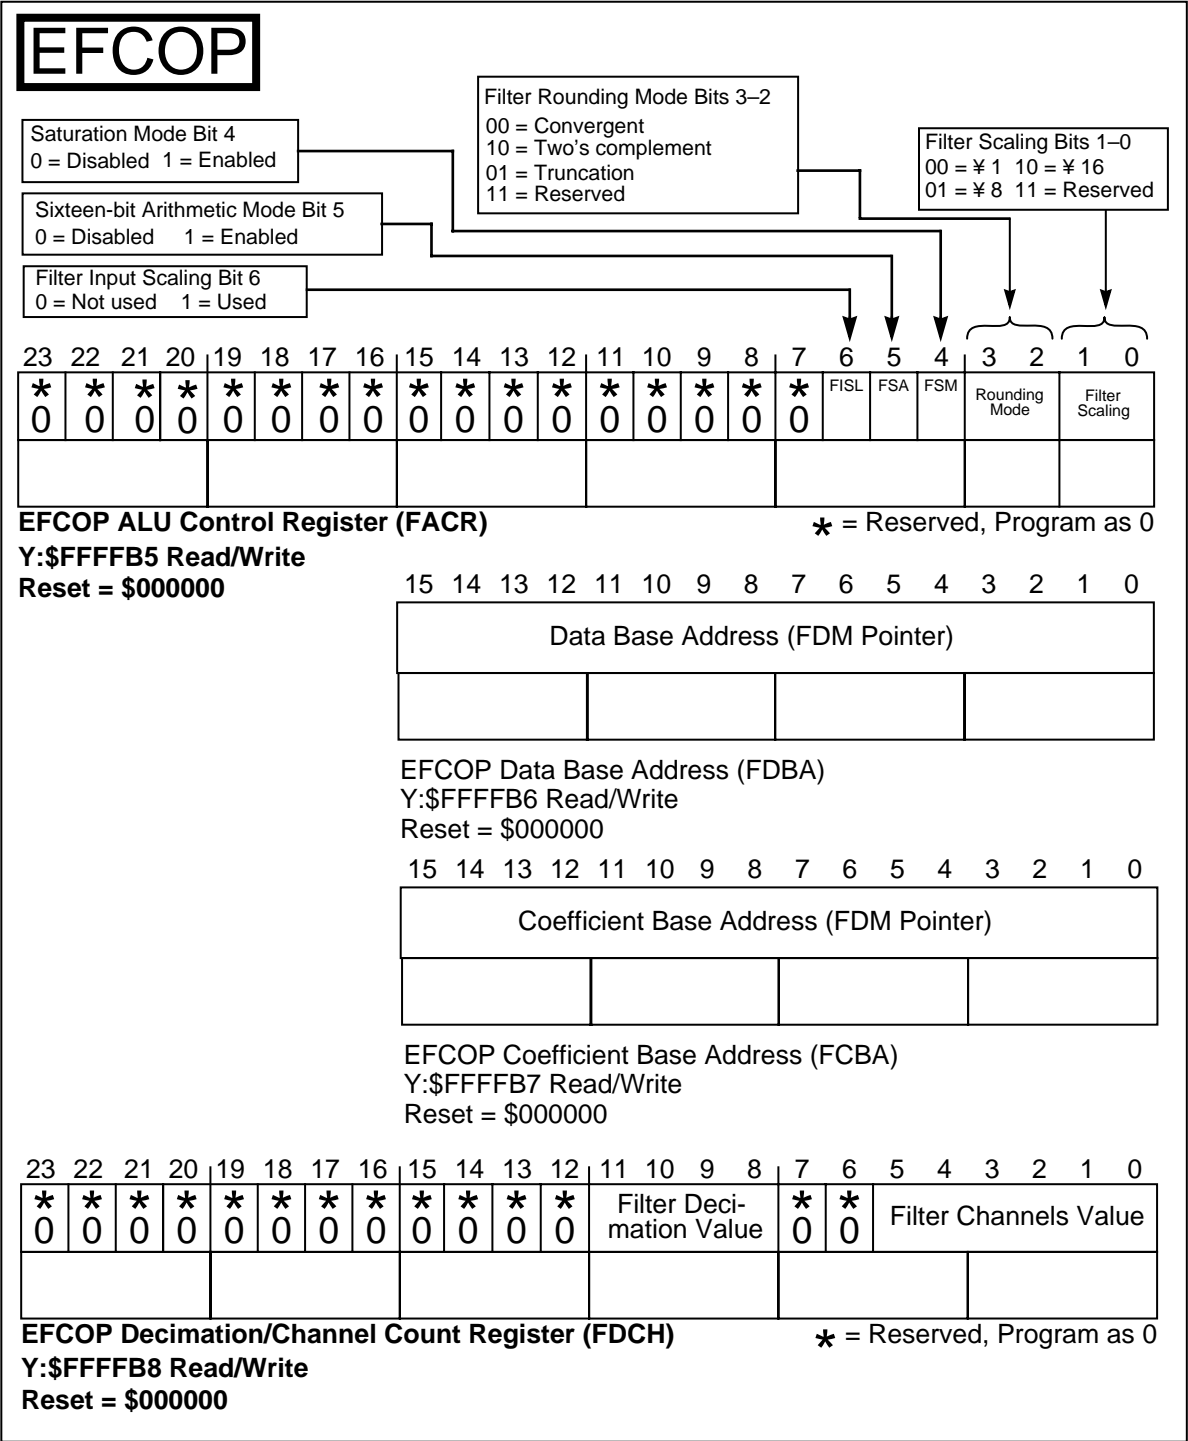 EFCOP
Filter Rounding Mode Bits 3–2
00 = Convergent
10 = Two's complement
01 = Truncation
11 = Reserved
Saturation Mode Bit 4
0 = Disabled 1 = Enabled
Filter Scaling Bits 1–0
00 = ¥ 1 10 = ¥ 16
01 = ¥ 8 11 = Reserved
Sixteen-bit Arithmetic Mode Bit 5
0 = Disabled 1 = Enabled
Filter Input Scaling Bit 6
0 = Not used 1 = Used
23 22 21 20 19 18 17 16 15 14 13 12 11 10 9 8 7 6 5 4 3 2 1 0
* * * * * * * * * * * * * * * * * FISL FSA FSM Rounding Mode Filter Scaling
0 0 0 0 0 0 0 0 0 0 0 0 0 0 0 0 0
EFCOP ALU Control Register (FACR)
* = Reserved, Program as 0
Y:$FFFFB5 Read/Write
Reset = $000000
15 14 13 12 11 10 9 8 7 6 5 4 3 2 1 0
Data Base Address (FDM Pointer)
EFCOP Data Base Address (FDBA)
Y:$FFFFB6 Read/Write
Reset = $000000
15 14 13 12 11 10 9 8 7 6 5 4 3 2 1 0
Coefficient Base Address (FDM Pointer)
EFCOP Coefficient Base Address (FCBA)
Y:$FFFFB7 Read/Write
Reset = $000000
23 22 21 20 19 18 17 16 15 14 13 12 11 10 9 8 7 6 5 4 3 2 1 0
* * * * * * * * * * * * Filter Deci- * * Filter Channels Value
0 0 0 0 0 0 0 0 0 0 0 0 mation Value 0 0
EFCOP Decimation/Channel Count Register (FDCH)
* = Reserved, Program as 0
Y:$FFFFB8 Read/Write
Reset = $000000